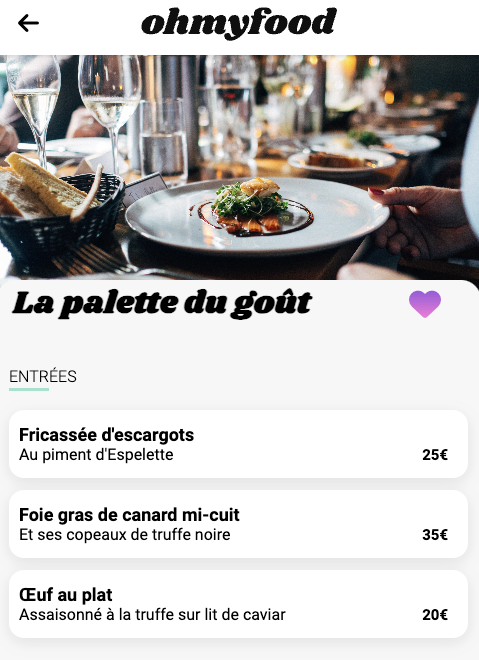 ohmyfood
La palette du goût
ENTRÉES
Fricassée d'escargots
Au piment d'Espelette
25€
Foie gras de canard mi-cuit
Et ses copeaux de truffe noire
35€
Œuf au plat
Assaisonné à la truffe sur lit de caviar
20€